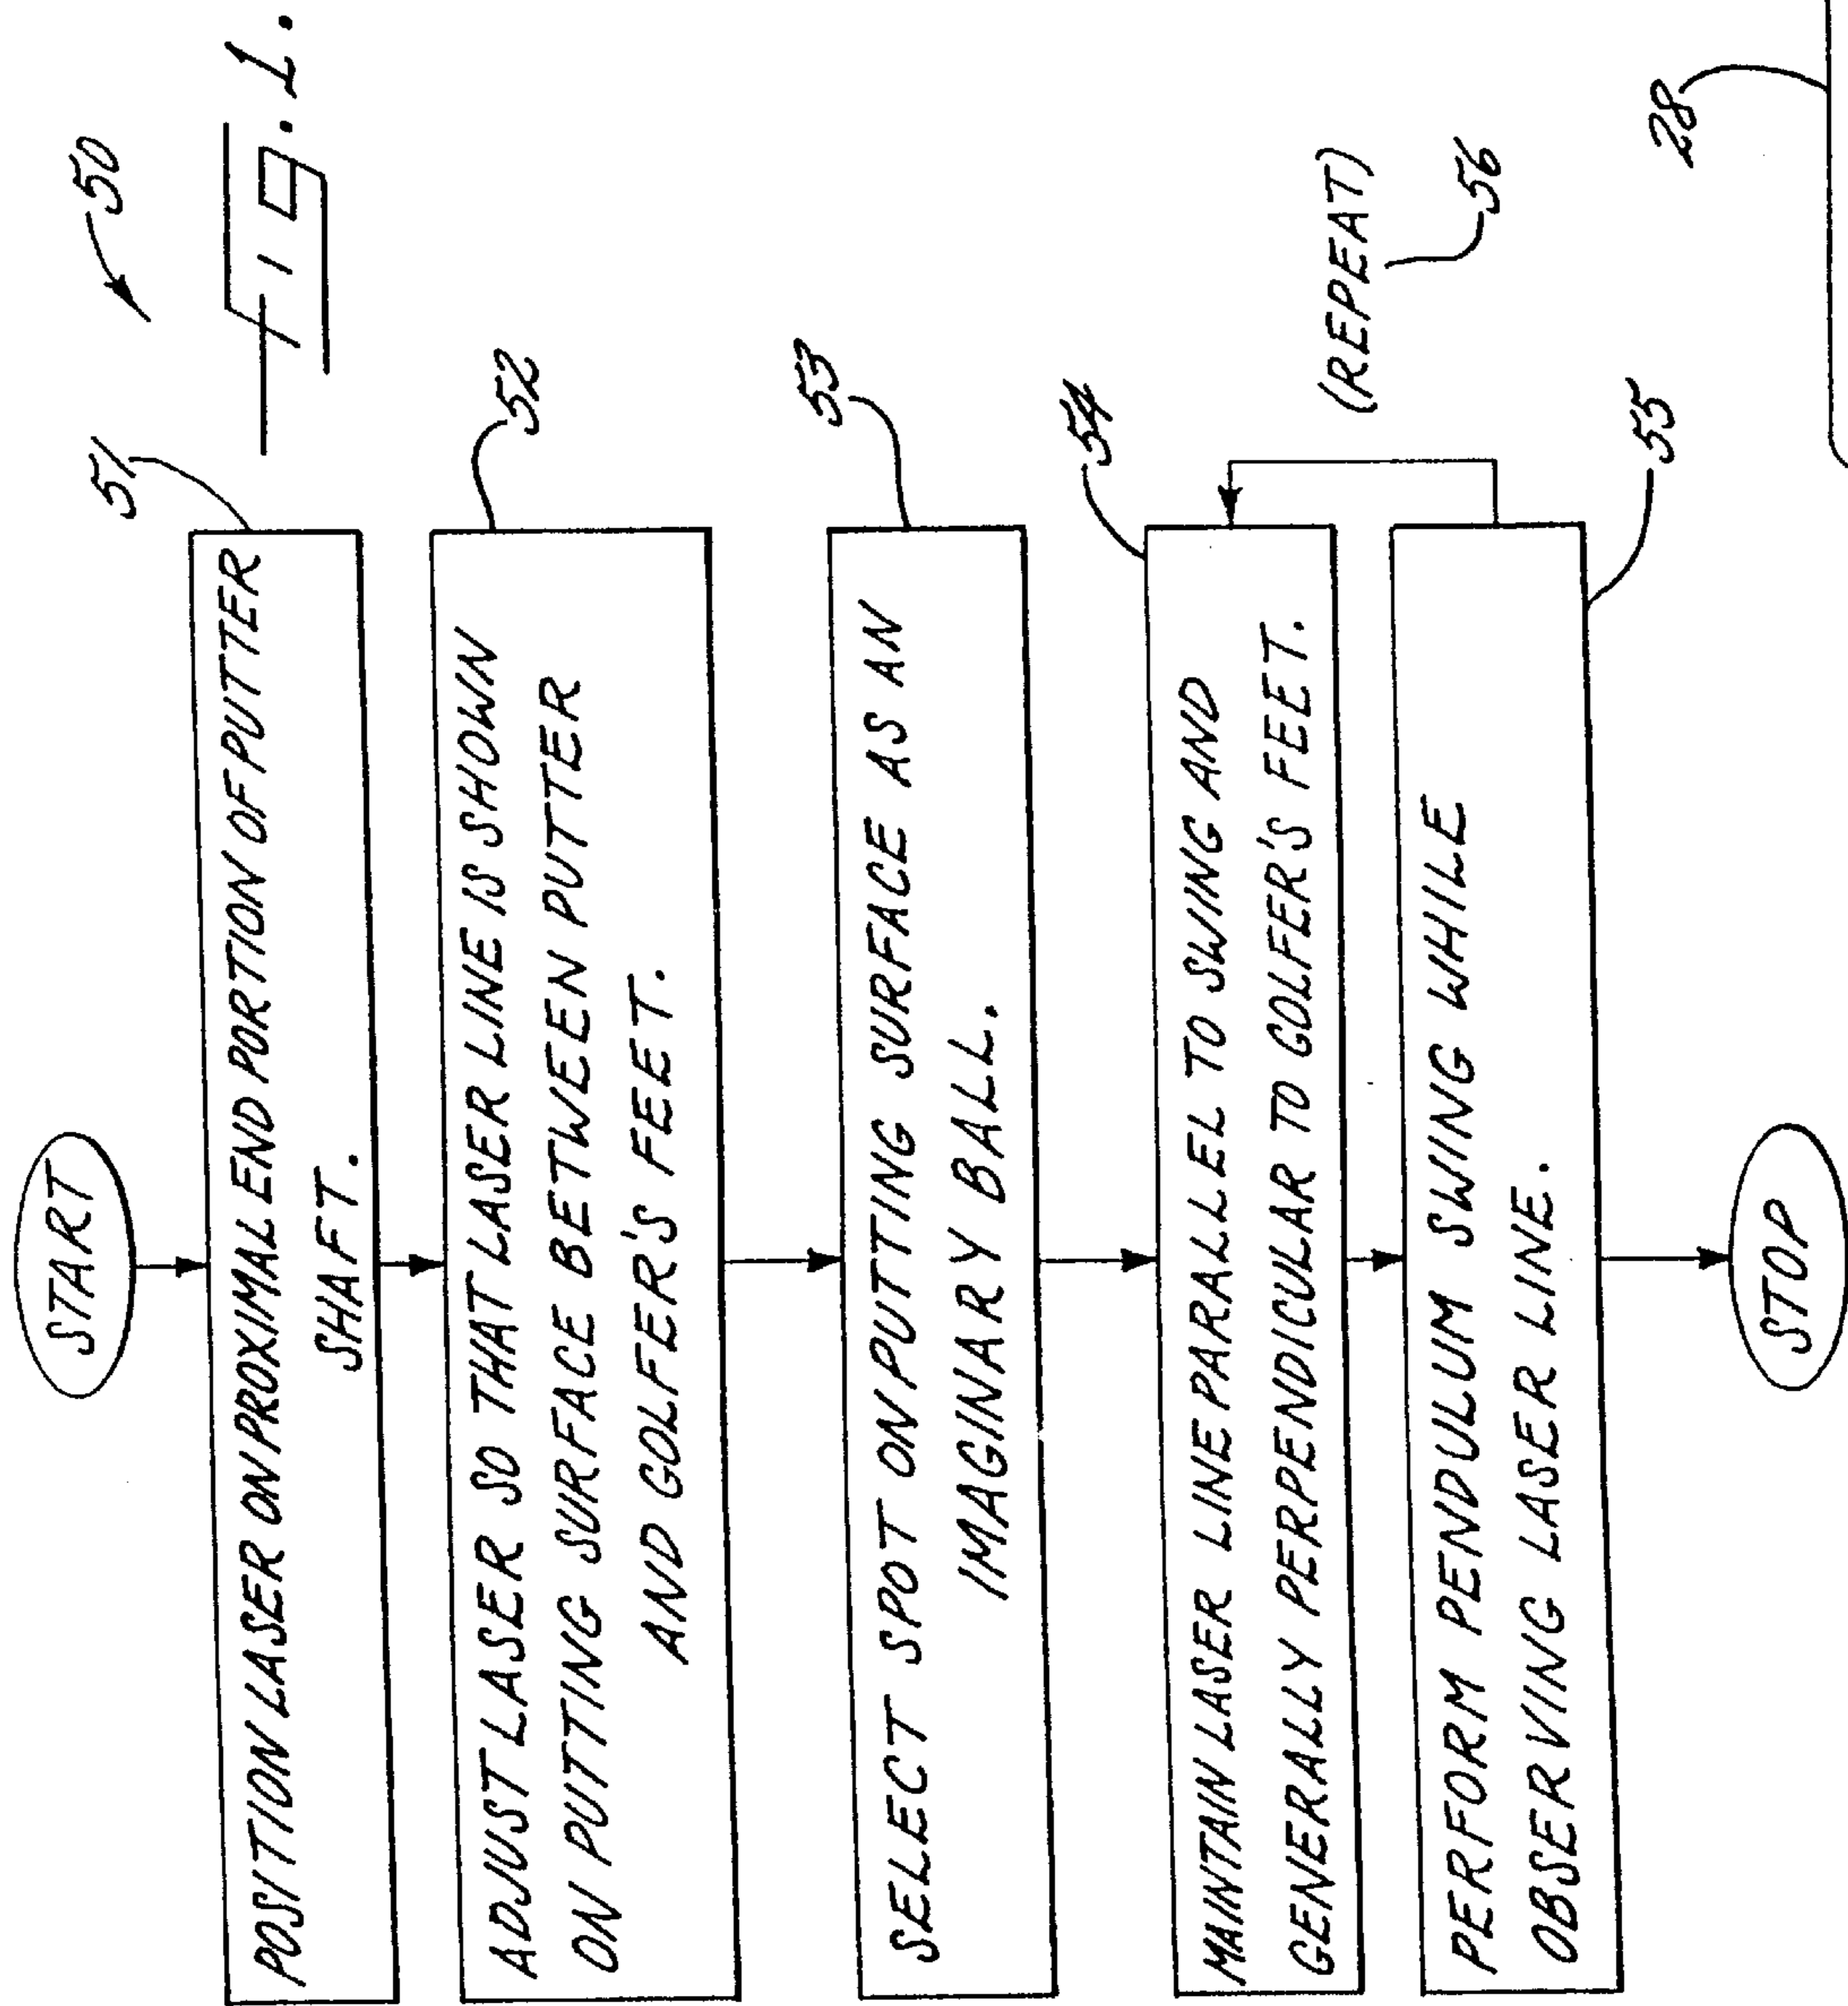 50
Fig. 1.
START
51
POSITION LASER ON PROXIMAL END PORTION OF PUTTER
SHAFT.
52
ADJUST LASER SO THAT LASER LINE IS SHOWN
ON PUTTING SURFACE BETWEEN PUTTER
AND GOLFER'S FEET.
53
SELECT SPOT ON PUTTING SURFACE AS AN
IMAGINARY BALL.
54
MAINTAIN LASER LINE PARALLEL TO SWING AND
GENERALLY PERPENDICULAR TO GOLFER'S FEET.
(REPEAT)
56
PERFORM PENDULUM SWING WHILE
OBSERVING LASER LINE.
55
STOP
28